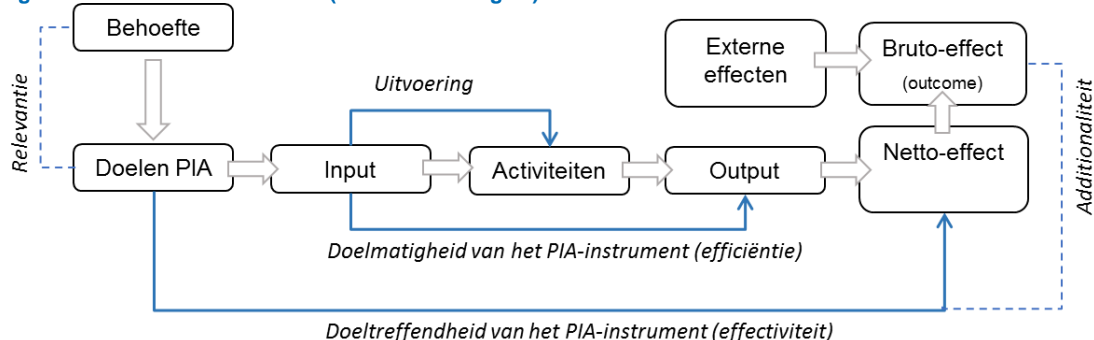 Behoefte
Externe
effecten
Bruto-effect
(outcome)
Relevantie
Uitvoering
Additionaliteit
Doelen PIA
Input
Activiteiten
Output
Netto-effect
Doelmatigheid van het PIA-instrument (efficiëntie)
Doeltreffendheid van het PIA-instrument (effectiviteit)